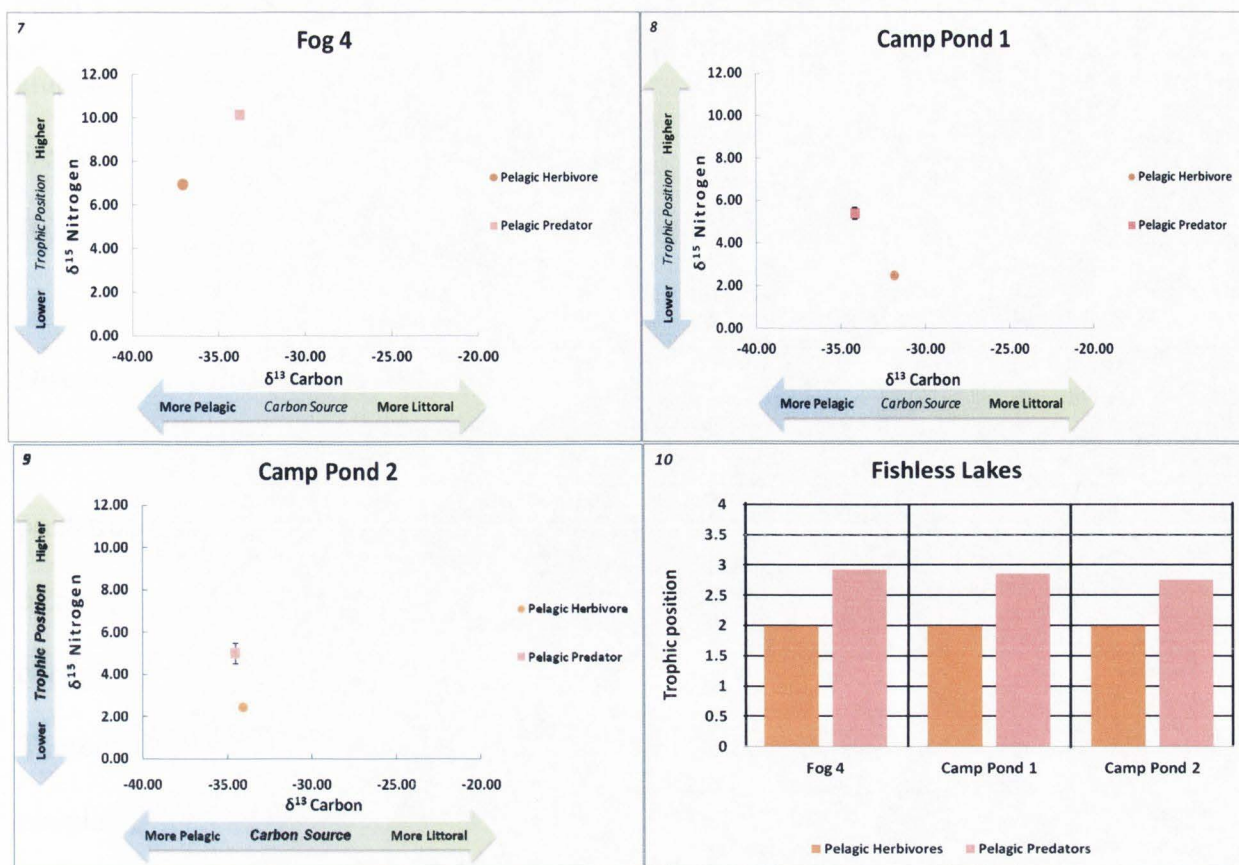 7
Fog 4
12.00
10.00
8.00
6.00
4.00
2.00
0.00
δ¹⁵ Nitrogen
Lower Trophic Position Higher
-40.00 -35.00 -30.00 -25.00 -20.00
δ¹³ Carbon
More Pelagic Carbon Source More Littoral
Pelagic Herbivore
Pelagic Predator
8
Camp Pond 1
12.00
10.00
8.00
6.00
4.00
2.00
0.00
δ¹⁵ Nitrogen
Lower Trophic Position Higher
-40.00 -35.00 -30.00 -25.00 -20.00
δ¹³ Carbon
More Pelagic Carbon Source More Littoral
Pelagic Herbivore
Pelagic Predator
9
Camp Pond 2
12.00
10.00
8.00
6.00
4.00
2.00
0.00
δ¹⁵ Nitrogen
Lower Trophic Position Higher
-40.00 -35.00 -30.00 -25.00 -20.00
δ¹³ Carbon
More Pelagic Carbon Source More Littoral
Pelagic Herbivore
Pelagic Predator
10
Fishless Lakes
4
3.5
3
2.5
2
1.5
1
0.5
0
Trophic position
Fog 4 Camp Pond 1 Camp Pond 2
Pelagic Herbivores Pelagic Predators